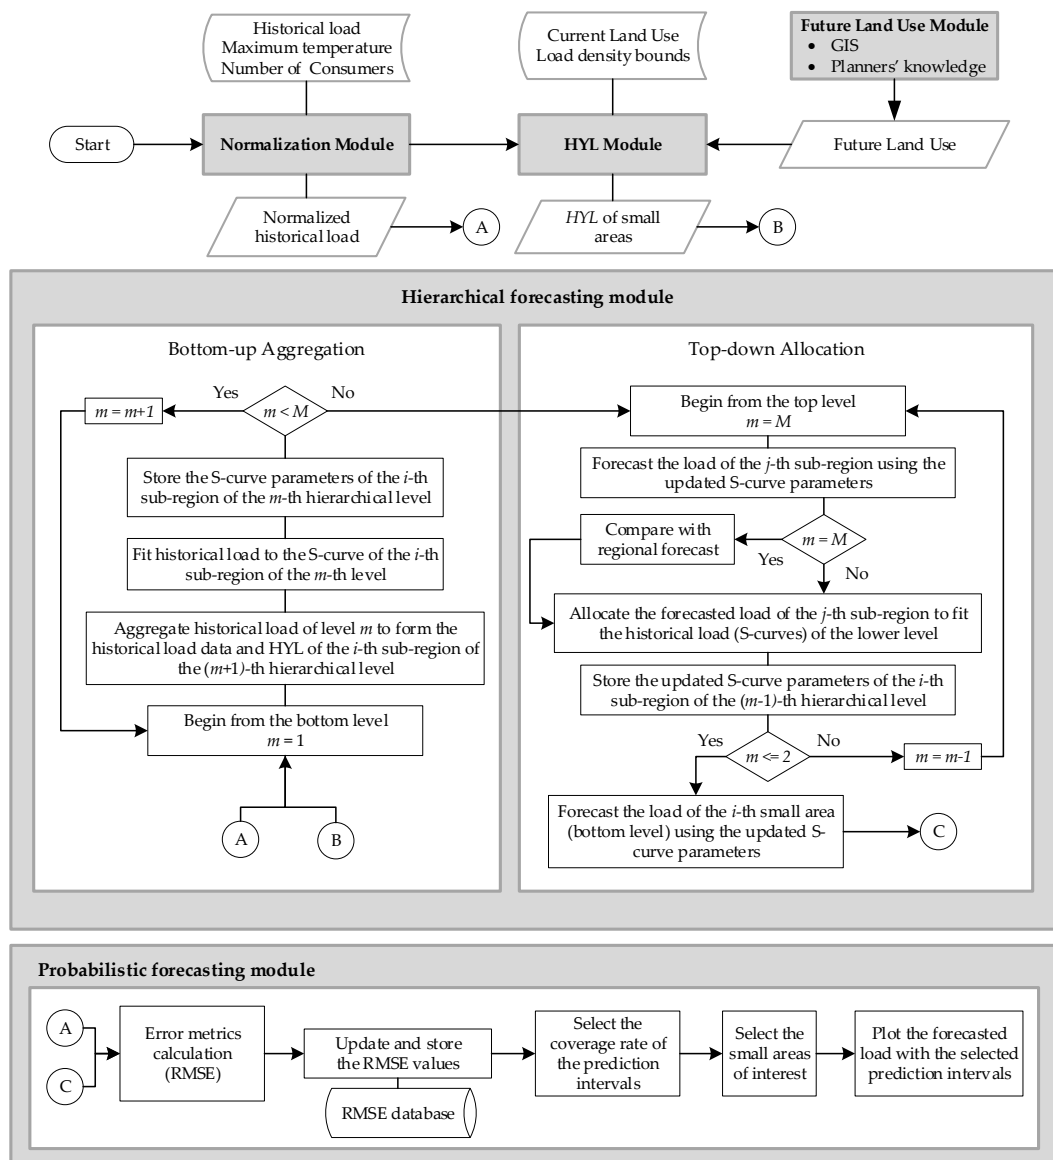 Historical load
Maximum temperature
Number of Consumers
Current Land Use
Load density bounds
Future Land Use Module
• GIS
• Planners' knowledge
Start
Normalization Module
HYL Module
Future Land Use
Normalized
historical load
A
HYL of small
areas
B
Hierarchical forecasting module
Bottom-up Aggregation
Yes
No
m = m+1
m < M
Store the S-curve parameters of the i-th
sub-region of the m-th hierarchical level
Fit historical load to the S-curve of the i-th
sub-region of the m-th level
Aggregate historical load of level m to form the
historical load data and HYL of the i-th sub-region of
the (m+1)-th hierarchical level
Begin from the bottom level
m = 1
A
B
Top-down Allocation
Begin from the top level
m = M
Forecast the load of the j-th sub-region using the
updated S-curve parameters
Compare with
regional forecast
Yes
m = M
No
Allocate the forecasted load of the j-th sub-region to fit
the historical load (S-curves) of the lower level
Store the updated S-curve parameters of the i-th
sub-region of the (m-1)-th hierarchical level
Yes
No
m <= 2
m = m-1
Forecast the load of the i-th small area
(bottom level) using the updated S-
curve parameters
C
Probabilistic forecasting module
A
C
Error metrics
calculation
(RMSE)
Update and store
the RMSE values
RMSE database
Select the
coverage rate of
the prediction
intervals
Select the
small areas
of interest
Plot the forecasted
load with the selected
prediction intervals